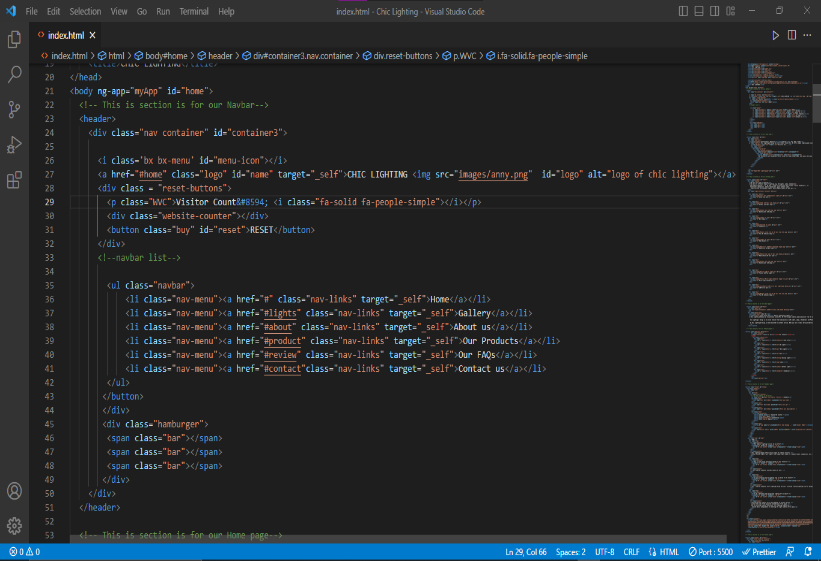 File Edit Selection View Go Run Terminal Help
index.html - Chic Lighting - Visual Studio Code
index.html
index.html > html > body#home > header > div#container3.nav.container > div.reset-buttons > p.WVC > i.fa-solid.fa-people-simple
19 <title>CHIC LIGHTING</title>
20 </head>
21 <body ng-app="myApp" id="home">
22 <!-- This is section is for our Navbar-->
23 <header>
24 <div class="nav container" id="container3">
25
26 <i class='bx bx-menu' id="menu-icon"></i>
27 <a href="#home" class="logo" id="name" target="_self">CHIC LIGHTING <img src="images/anny.png"  id="logo" alt="logo of chic lighting"></a>
28 <div class = "reset-buttons">
29 <p class="WVC">Visitor Count&#8594; <i class="fa-solid fa-people-simple"></i></p>
30 <div class="website-counter"></div>
31 <button class="buy" id="reset">RESET</button>
32 </div>
33 <!--navbar list-->
34
35 <ul class="navbar">
36 <li class="nav-menu"><a href="#" class="nav-links" target="_self">Home</a></li>
37 <li class="nav-menu"><a href="#lights" class="nav-links" target="_self">Gallery</a></li>
38 <li class="nav-menu"><a href="#about" class="nav-links" target="_self">About us</a></li>
39 <li class="nav-menu"><a href="#product" class="nav-links" target="_self">Our Products</a></li>
40 <li class="nav-menu"><a href="#review" class="nav-links" target="_self">Our FAQs</a></li>
41 <li class="nav-menu"><a href="#contact"class="nav-links" target="_self">Contact us</a></li>
42 </ul>
43 </button>
44 </div>
45 <div class="hamburger">
46 <span class="bar"></span>
47 <span class="bar"></span>
48 <span class="bar"></span>
49 </div>
50 </div>
51 </header>
52
53 <!-- This is section is for our Home page-->
0 0 Ln 29, Col 66 Spaces: 2 UTF-8 CRLF HTML Port : 5500 Prettier